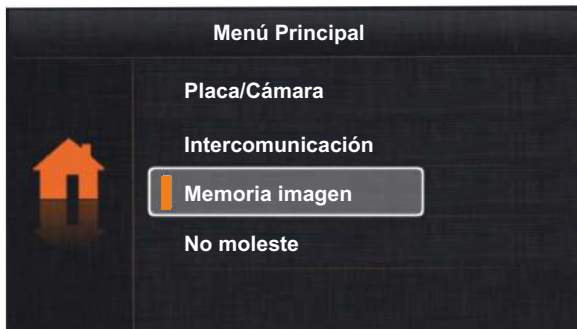 Menú Principal
Placa/Cámara
Intercomunicación
Memoria imagen
No moleste